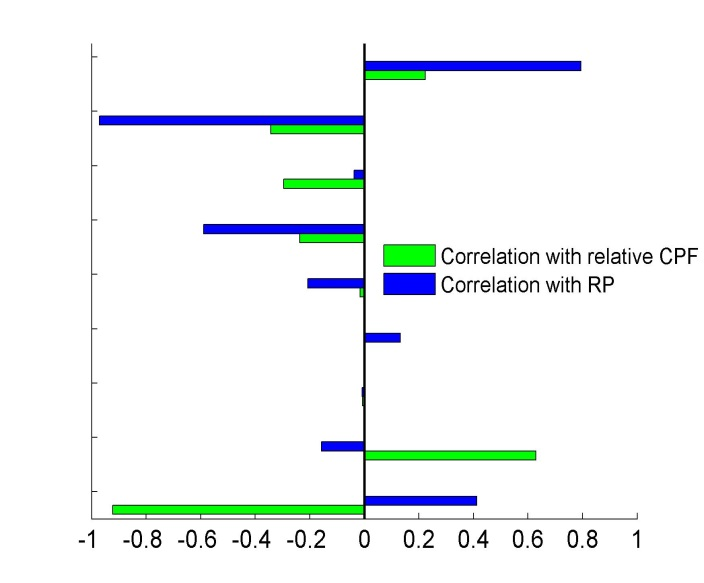 Correlation with relative CPF
Correlation with RP
-1 -0.8 -0.6 -0.4 -0.2 0 0.2 0.4 0.6 0.8 1